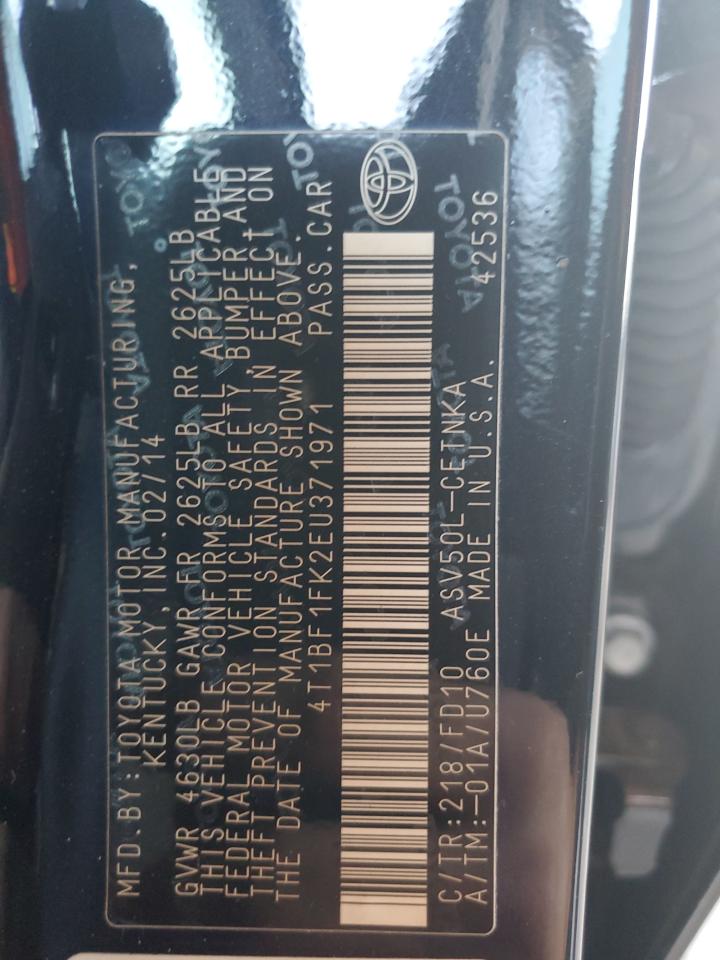 MFD.BY:TOYOTA MOTOR MANUFACTURING,
KENTUCKY,INC.02/14
GVWR 4630LB GAWR FR 2625LB RR 2625LB
THIS VEHICLE CONFORMS TO ALL APPLICABLE
FEDERAL MOTOR VEHICLE SAFETY, BUMPER, AND
THEFT PREVENTION STANDARDS IN EFFECT ON
THE DATE OF MANUFACTURE SHOWN ABOVE.
4T1BF1FK2EU371971 PASS.CAR
C/TR:218/FD10 ASV50L-CETNKA
A/TM:-01A/U760E MADE IN U.S.A. 42536
TOYOTA